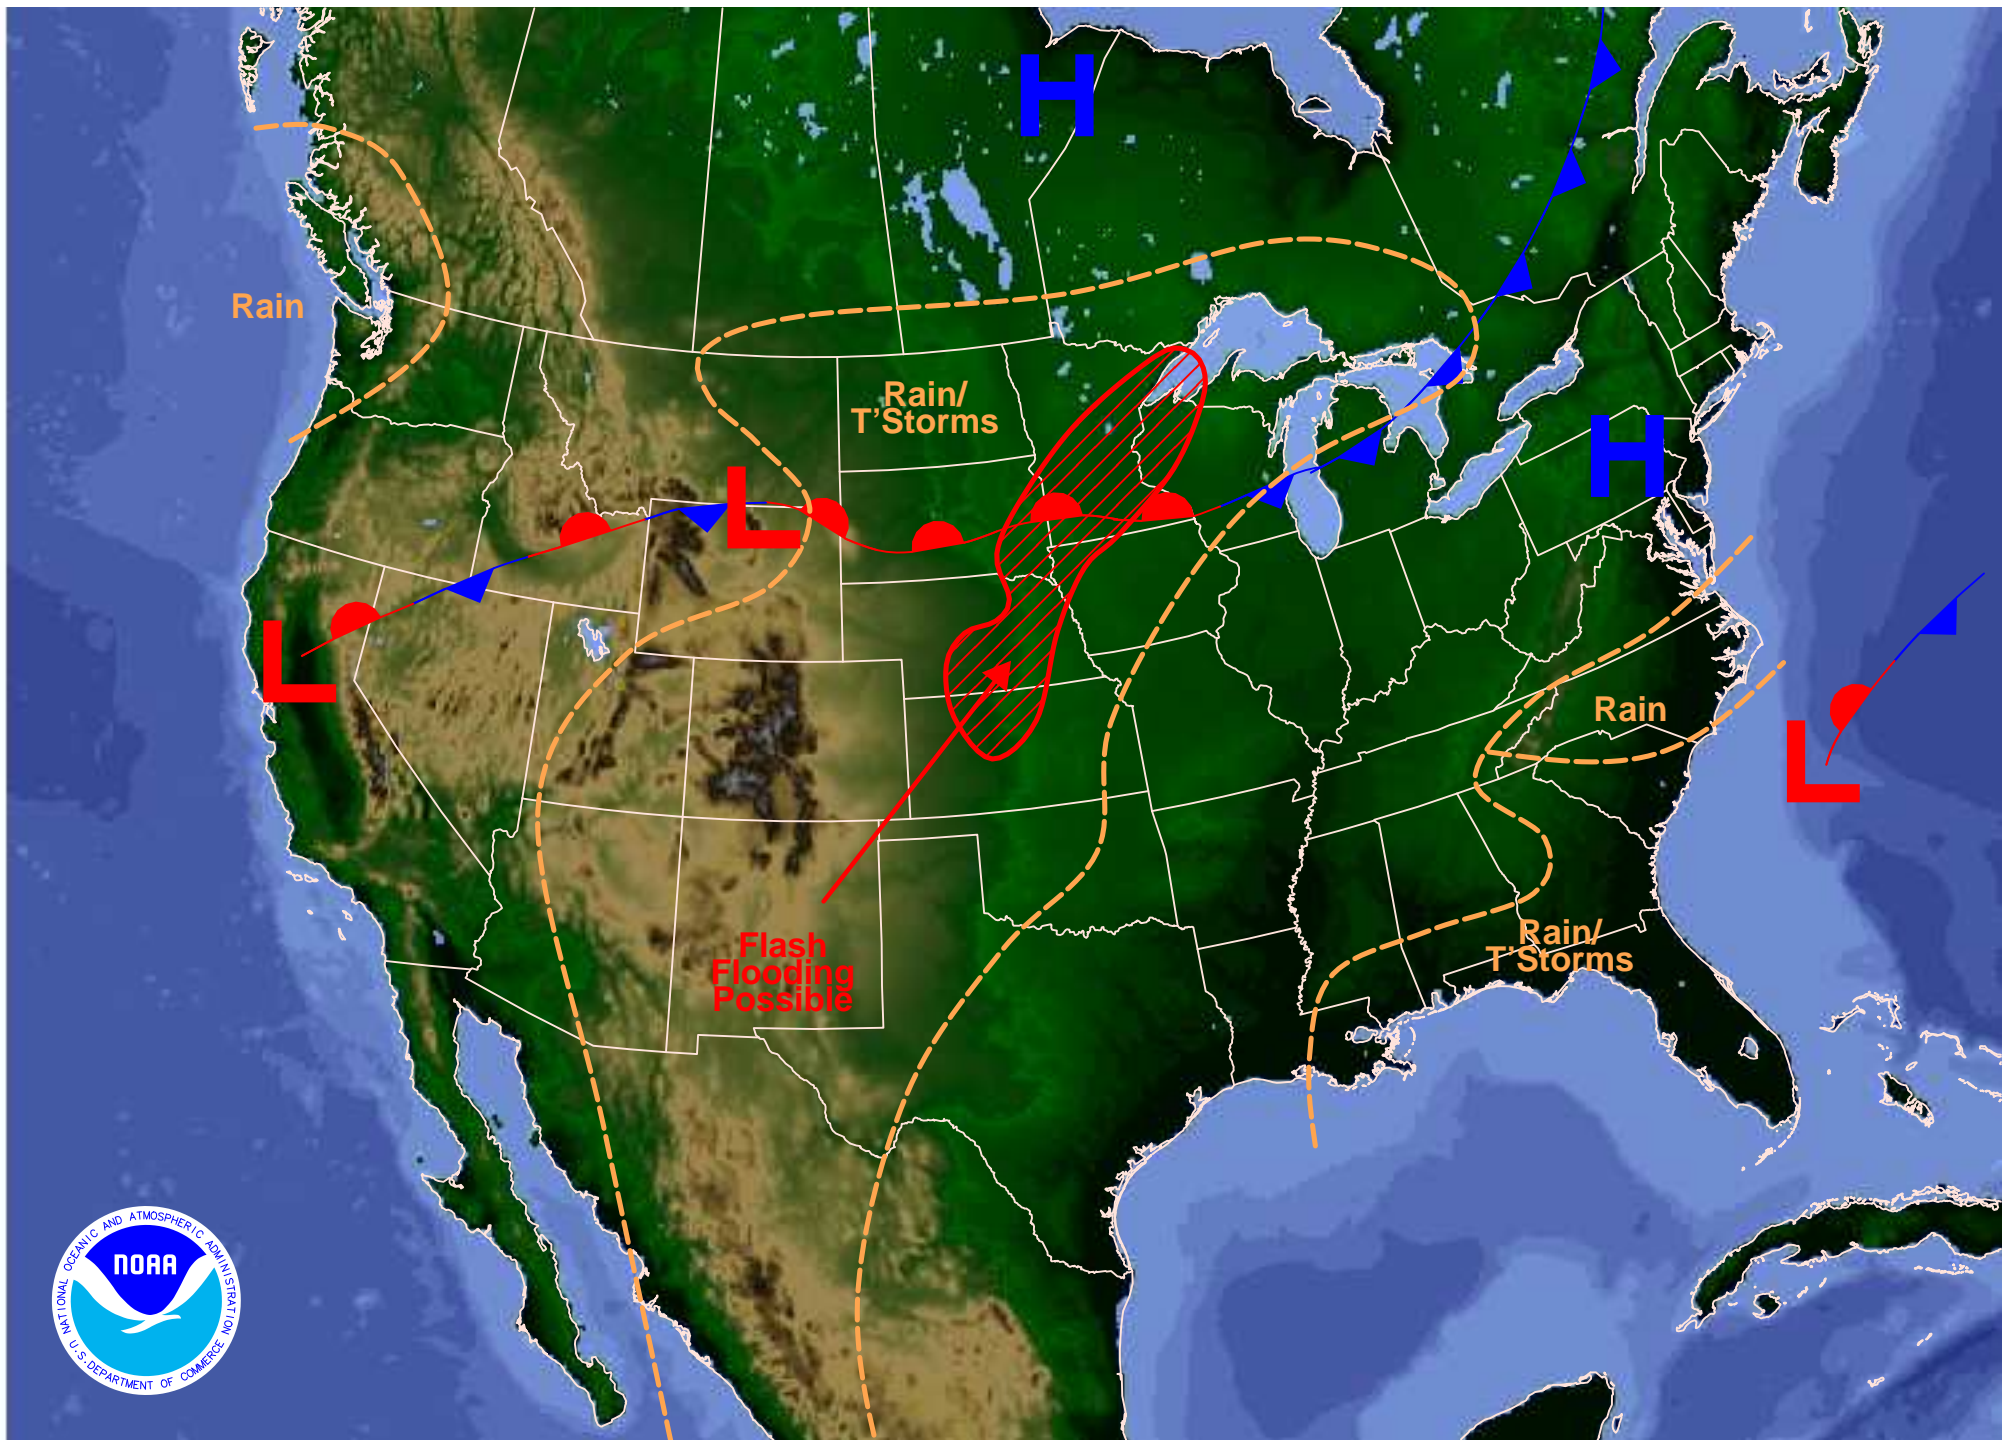 H
Rain
Rain/
T'Storms
H
L
L
Rain
L
Rain/
T'Storms
Flash
Flooding
Possible
NATIONAL OCEANIC AND ATMOSPHERIC ADMINISTRATION
NOAA
U.S. DEPARTMENT OF COMMERCE